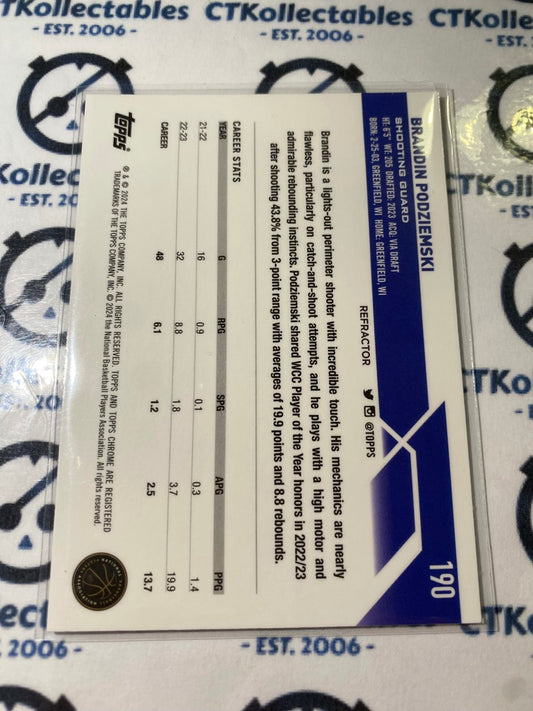 CTKollectables CTKollectables
- EST. 2006 - - EST. 2006 -
BRANDIN PODZIEMSKI
190
SHOOTING GUARD
HT: 6'5" WT: 205 DRAFTED: 2023 ACQ: VIA DRAFT
BORN: 2-25-03, GREENFIELD, WI HOME: GREENFIELD, WI
REFRACTOR
@TOPPS
Brandin is a lights-out perimeter shooter with incredible touch. His mechanics are nearly
flawless, particularly on catch-and-shoot attempts, and he plays with a high motor and
admirable rebounding instincts. Podziemski shared WCC Player of the Year honors in 2022/23
after shooting 43.8% from 3-point range with averages of 19.9 points and 8.8 rebounds.
CAREER STATS
YEAR G RPG SPG APG PPG
21-22 16 0.9 0.1 0.3 1.4
22-23 32 8.8 1.8 3.7 19.9
CAREER 48 6.1 1.2 2.5 13.7
topps
® & © 2024 THE TOPPS COMPANY, INC. ALL RIGHTS RESERVED. TOPPS AND TOPPS CHROME ARE REGISTERED
TRADEMARKS OF THE TOPPS COMPANY, INC. © 2024 the National Basketball Players Association. All rights reserved.
CTKollectables CTKo
- EST. 2006 - - EST. 2006 -